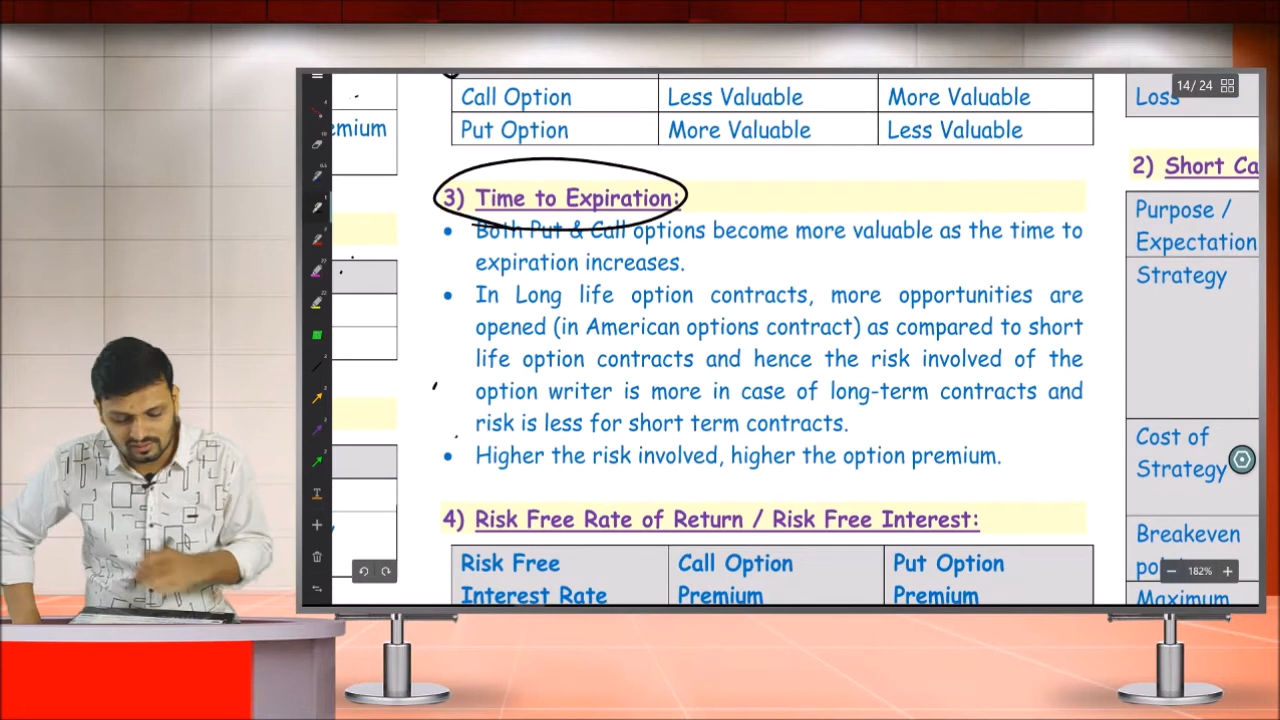 14/24
emium
Call Option Less Valuable More Valuable
Put Option More Valuable Less Valuable
3) Time to Expiration:
• Both Put & Call options become more valuable as the time to
expiration increases.
• In Long life option contracts, more opportunities are
opened (in American options contract) as compared to short
life option contracts and hence the risk involved of the
option writer is more in case of long-term contracts and
risk is less for short term contracts.
• Higher the risk involved, higher the option premium.
4) Risk Free Rate of Return / Risk Free Interest:
Risk Free Call Option Put Option
Interest Rate Premium Premium
Loss
2) Short Ca
Purpose /
Expectation
Strategy
Cost of
Strategy
Breakeven
po
Maximum
182%